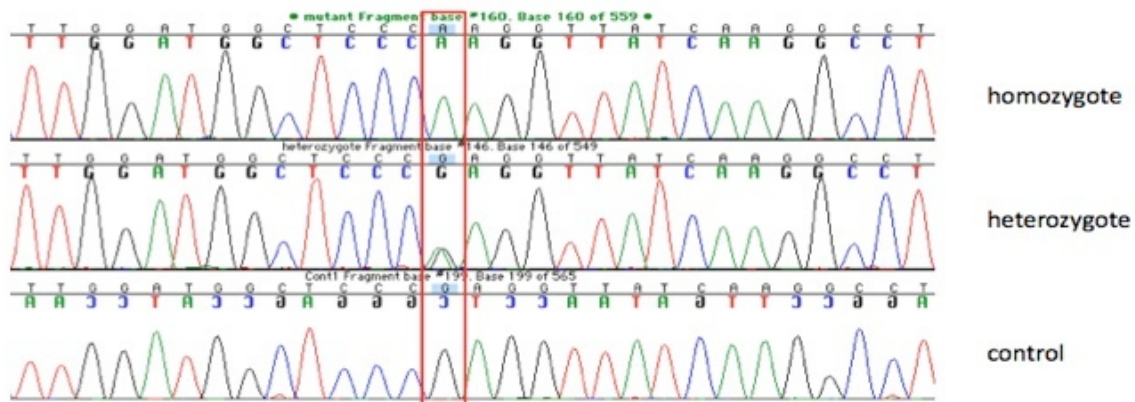 mutant Fragment base #160. Base 160 of 559
T T G G A T G G C T C C C A A G G T T A T C A A G G C C T
T T G G A T G G C T C C C A A G G T T A T C A A G G C C T
homozygote
heterozygote Fragment base #146. Base 146 of 549
T T G G A T G G C T C C C G A G G T T A T C A A G G C C T
T T G G A T G G C T C C C G A G G T T A T C A A G G C C T
heterozygote
Cont1 Fragment base #199. Base 199 of 565
T T G G A T G G C T C C C G A G G T T A T C A A G G C C T
A A C C T A C C G A G G G C T C C A A T A G T T C C G G A
control